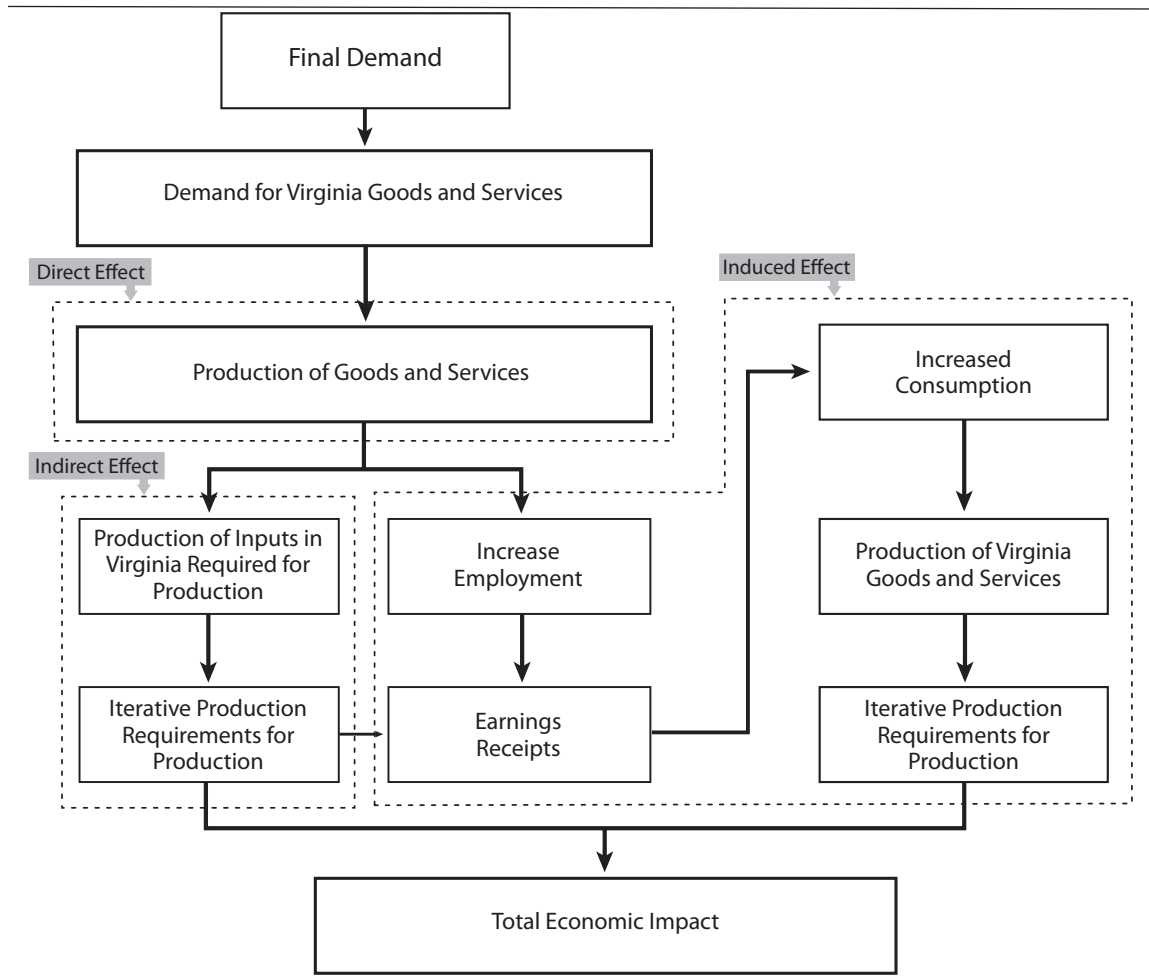 Final Demand
Demand for Virginia Goods and Services
Direct Effect
Induced Effect
Production of Goods and Services
Increased
Consumption
Indirect Effect
Production of Inputs in
Virginia Required for
Production
Increase
Employment
Production of Virginia
Goods and Services
Iterative Production
Requirements for
Production
Earnings
Receipts
Iterative Production
Requirements for
Production
Total Economic Impact